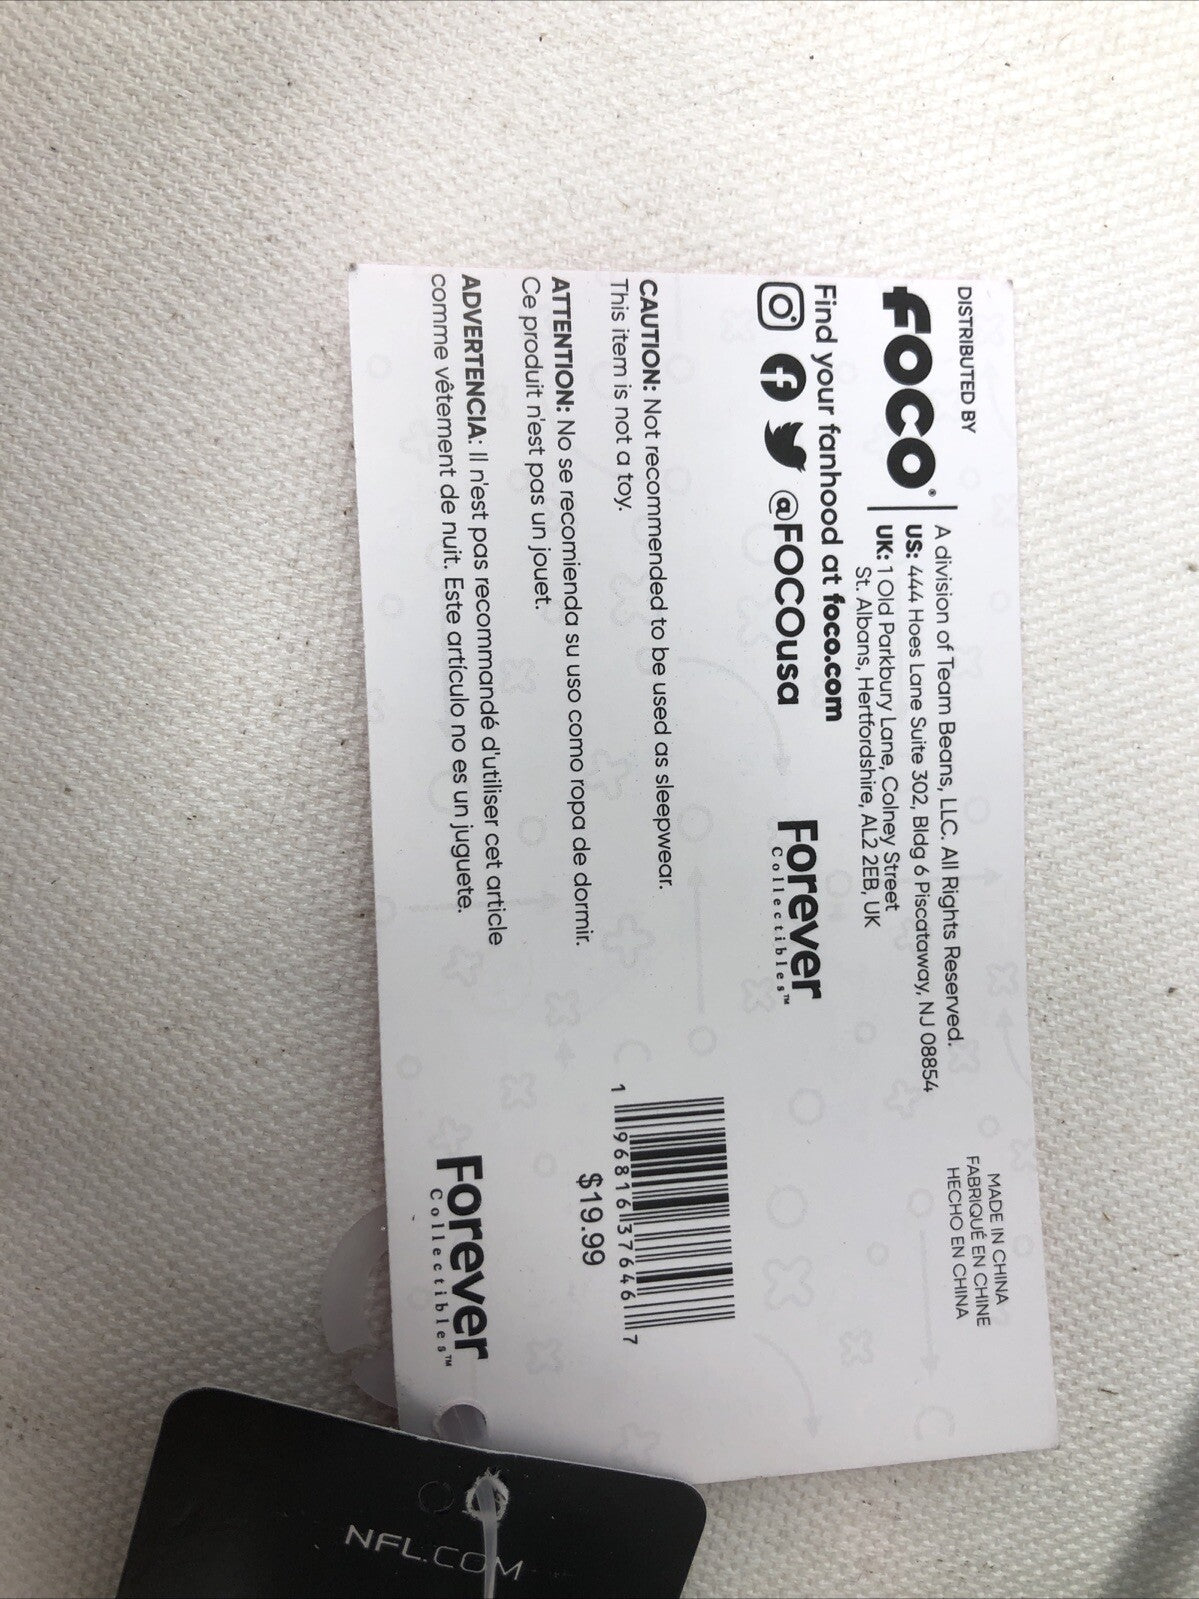 DISTRIBUTED BY
FOCO®
A division of Team Beans, LLC. All Rights Reserved.
US: 444 Hoes Lane Suite 302, Bldg 6 Piscataway, NJ 08854
UK: 1 Old Parkbury Lane, Colney Street
St. Albans, Hertfordshire, AL2 2EB, UK
MADE IN CHINA
FABRIQUÉ EN CHINE
HECHO EN CHINA
Find your fanhood at foco.com
@FOCOusa
Forever
Collectibles™
CAUTION: Not recommended to be used as sleepwear.
This item is not a toy.
ATTENTION: No se recomienda su uso como ropa de dormir.
Ce produit n'est pas un jouet.
ADVERTENCIA: Il n'est pas recommandé d'utiliser cet article
comme vêtement de nuit. Este artículo no es un juguete.
1 96816 37646 7
$19.99
Forever
Collectibles™
NFL.COM